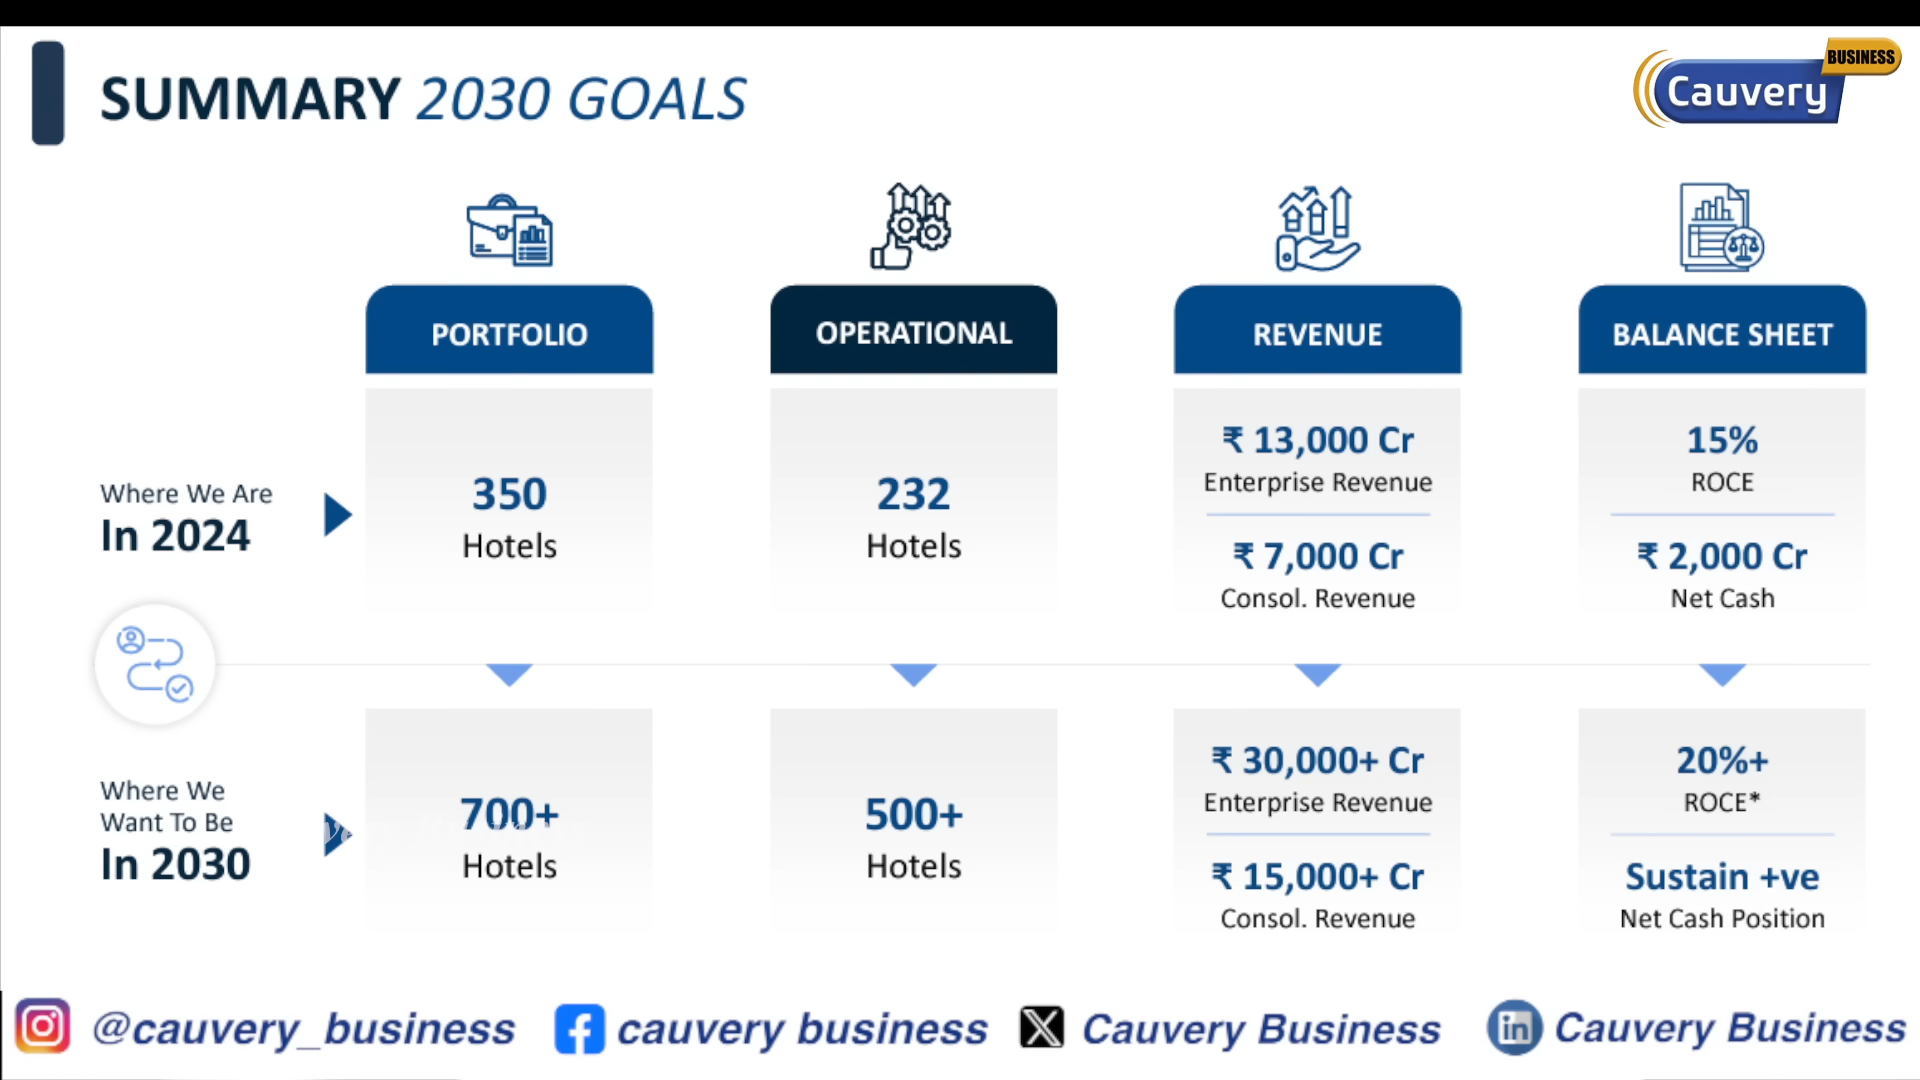 SUMMARY 2030 GOALS
Cauvery
BUSINESS
PORTFOLIO
OPERATIONAL
REVENUE
BALANCE SHEET
Where We Are
In 2024
350
Hotels
232
Hotels
₹ 13,000 Cr
Enterprise Revenue
₹ 7,000 Cr
Consol. Revenue
15%
ROCE
₹ 2,000 Cr
Net Cash
Where We
Want To Be
In 2030
700+
Hotels
500+
Hotels
₹ 30,000+ Cr
Enterprise Revenue
₹ 15,000+ Cr
Consol. Revenue
20%+
ROCE*
Sustain +ve
Net Cash Position
@cauvery_business
cauvery business
Cauvery Business
in Cauvery Business